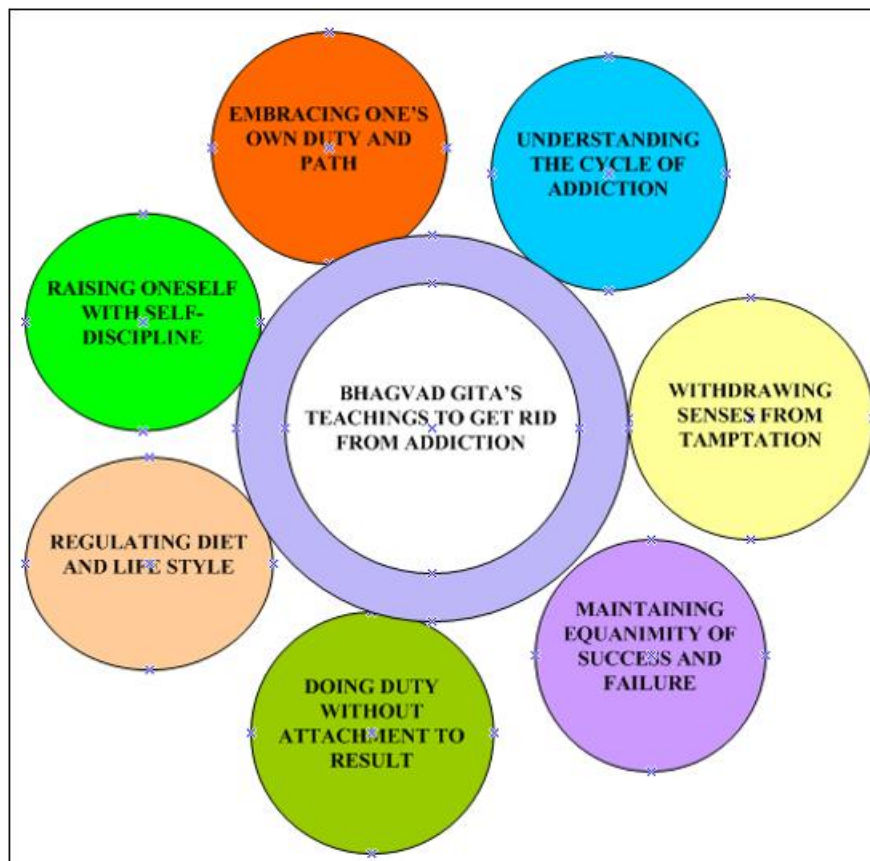 EMBRACING ONE'S
OWN DUTY AND
PATH
UNDERSTANDING
THE CYCLE OF
ADDICTION
RAISING ONESELF
WITH SELF-
DISCIPLINE
BHAGVAD GITA'S
TEACHINGS TO GET RID
FROM ADDICTION
WITHDRAWING
SENSES FROM
TAMPTATION
REGULATING DIET
AND LIFE STYLE
MAINTAINING
EQUANIMITY OF
SUCCESS AND
FAILURE
DOING DUTY
WITHOUT
ATTACHMENT TO
RESULT